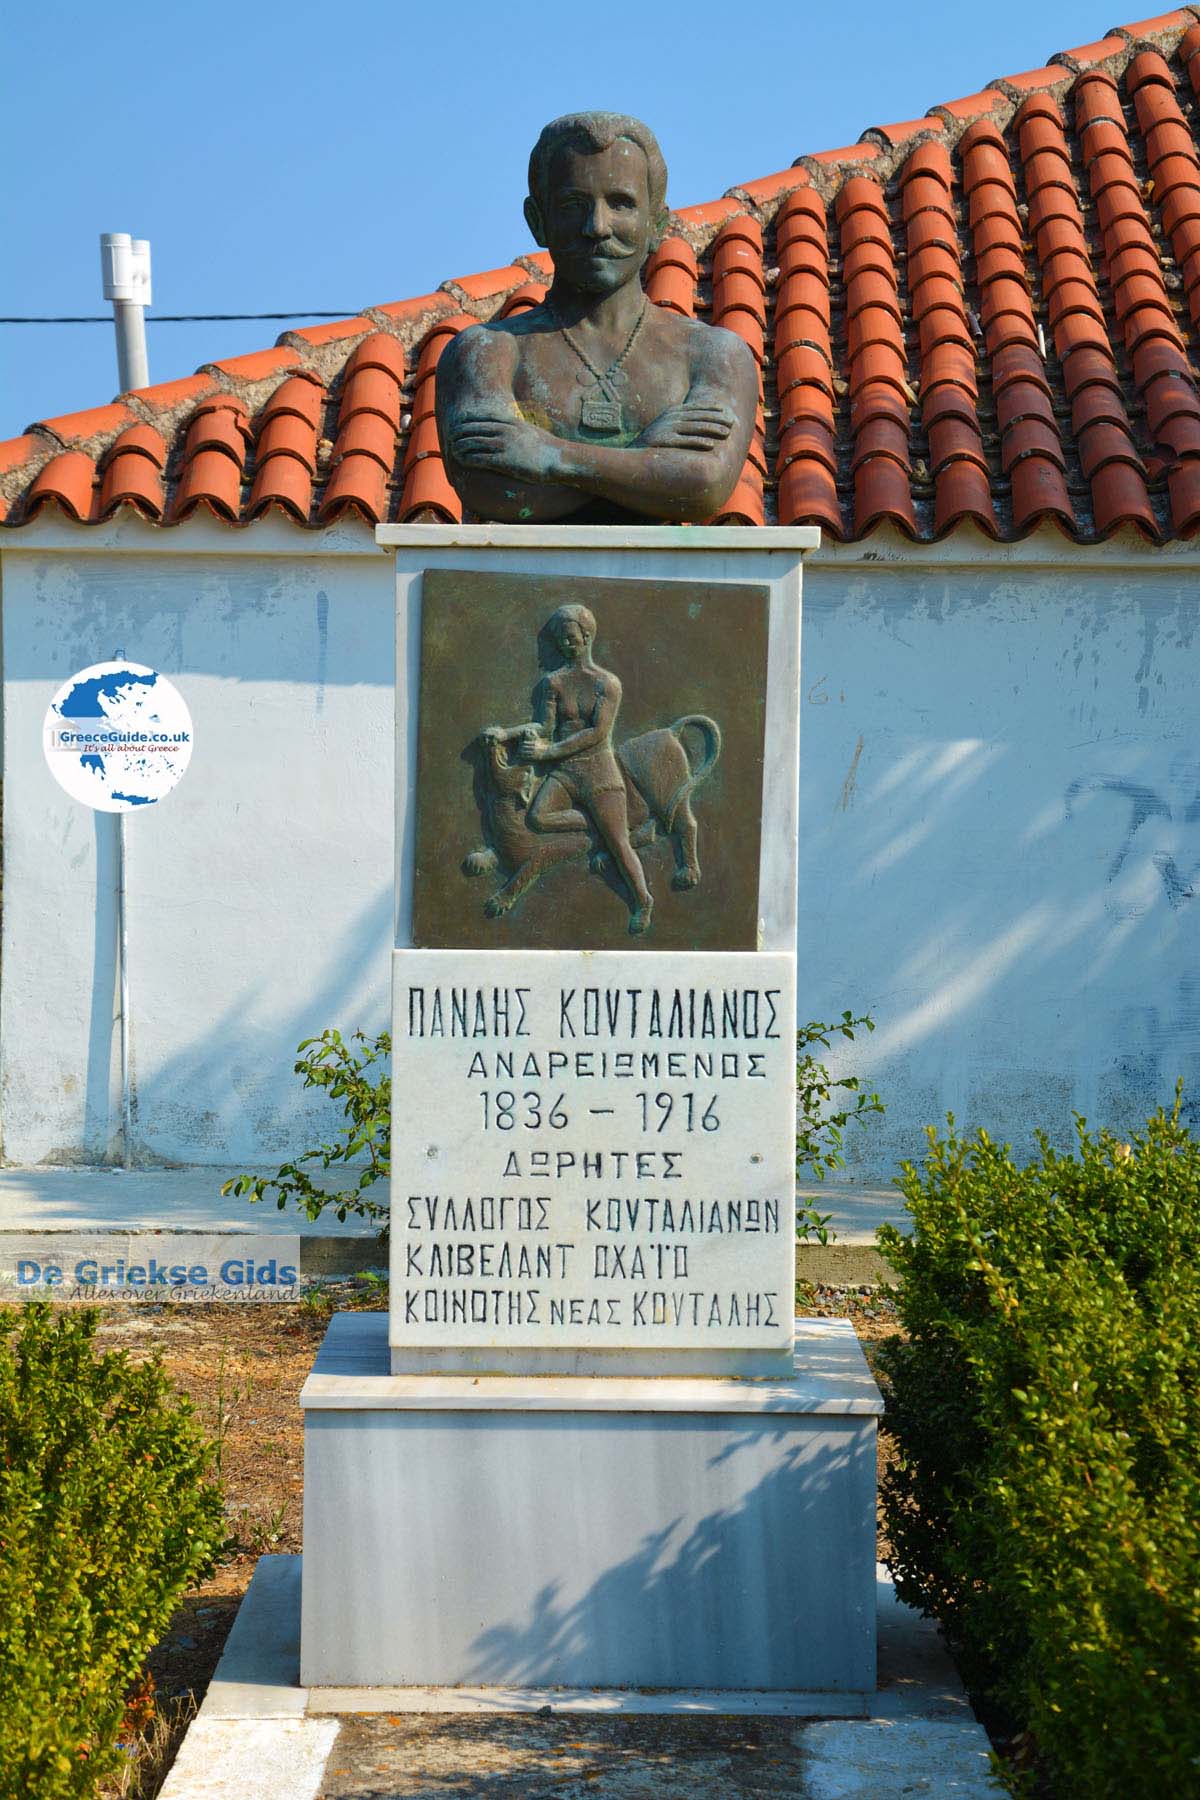 GreeceGuide.co.uk
It's all about Greece
ΠΑΝΑΗΣ ΚΟΥΤΑΛΙΑΝΟΣ
ΑΝΔΡΕΙΩΜΕΝΟΣ
1836 – 1916
ΔΩΡΗΤΕΣ
ΣΥΛΛΟΓΟΣ ΚΟΥΤΑΛΙΑΝΩΝ
ΚΛΙΒΕΛΑΝΤ ΟΧΑΪΟ
ΚΟΙΝΟΤΗΣ ΝΕΑΣ ΚΟΥΤΑΛΗΣ
De Griekse Gids
Alles over Griekenland